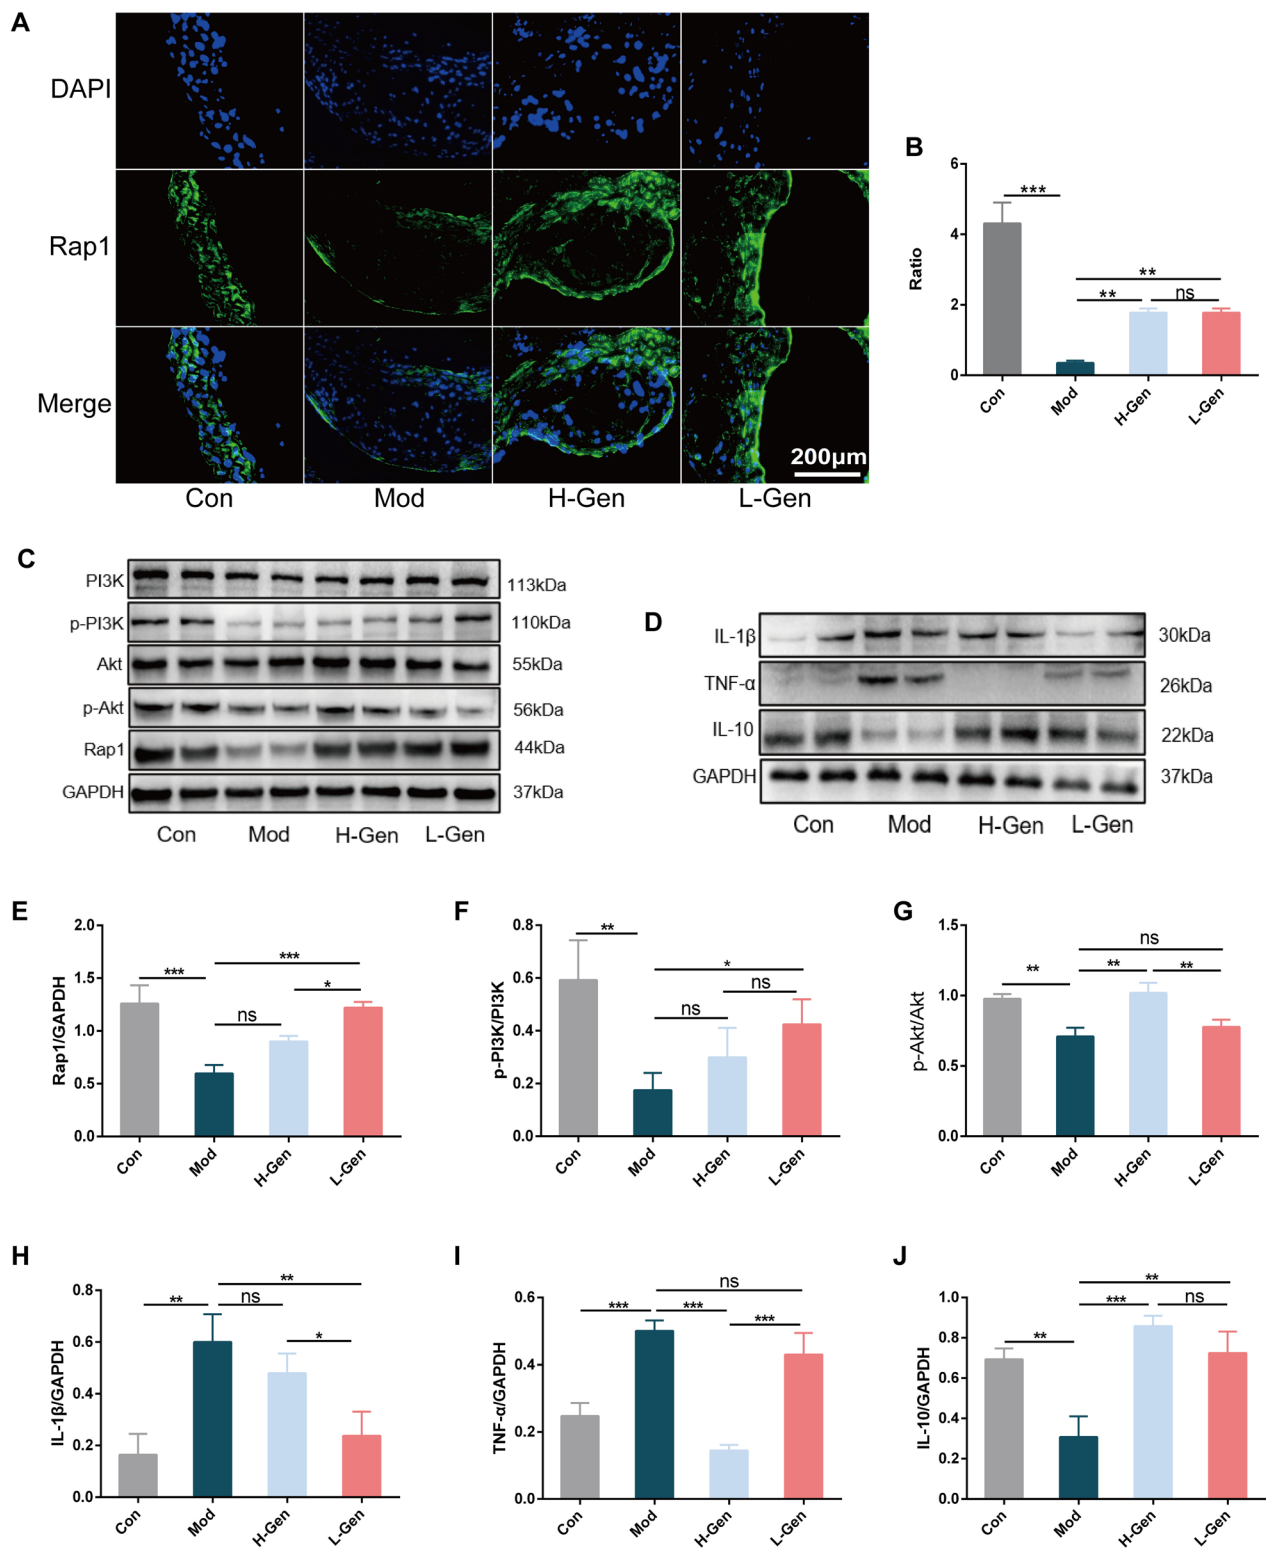 A
DAPI
Rap1
Merge
200μm
Con Mod H-Gen L-Gen
B
Ratio
6
4
2
0
***
**
** ns
Con Mod H-Gen L-Gen
C
PI3K 113kDa
p-PI3K 110kDa
Akt 55kDa
p-Akt 56kDa
Rap1 44kDa
GAPDH 37kDa
Con Mod H-Gen L-Gen
D
IL-1β 30kDa
TNF-α 26kDa
IL-10 22kDa
GAPDH 37kDa
Con Mod H-Gen L-Gen
E
Rap1/GAPDH
2.0
1.5
1.0
0.5
0.0
***
***
*
ns
Con Mod H-Gen L-Gen
F
p-PI3K/PI3K
0.8
0.6
0.4
0.2
0.0
**
*
ns
ns
Con Mod H-Gen L-Gen
G
p-Akt/Akt
1.5
1.0
0.5
0.0
ns
** ** **
Con Mod H-Gen L-Gen
H
IL-1β/GAPDH
0.8
0.6
0.4
0.2
0.0
**
** ns
*
Con Mod H-Gen L-Gen
I
TNF-α/GAPDH
0.6
0.4
0.2
0.0
ns
*** ***
***
Con Mod H-Gen L-Gen
J
IL-10/GAPDH
1.0
0.8
0.6
0.4
0.2
0.0
**
*** ns
**
Con Mod H-Gen L-Gen